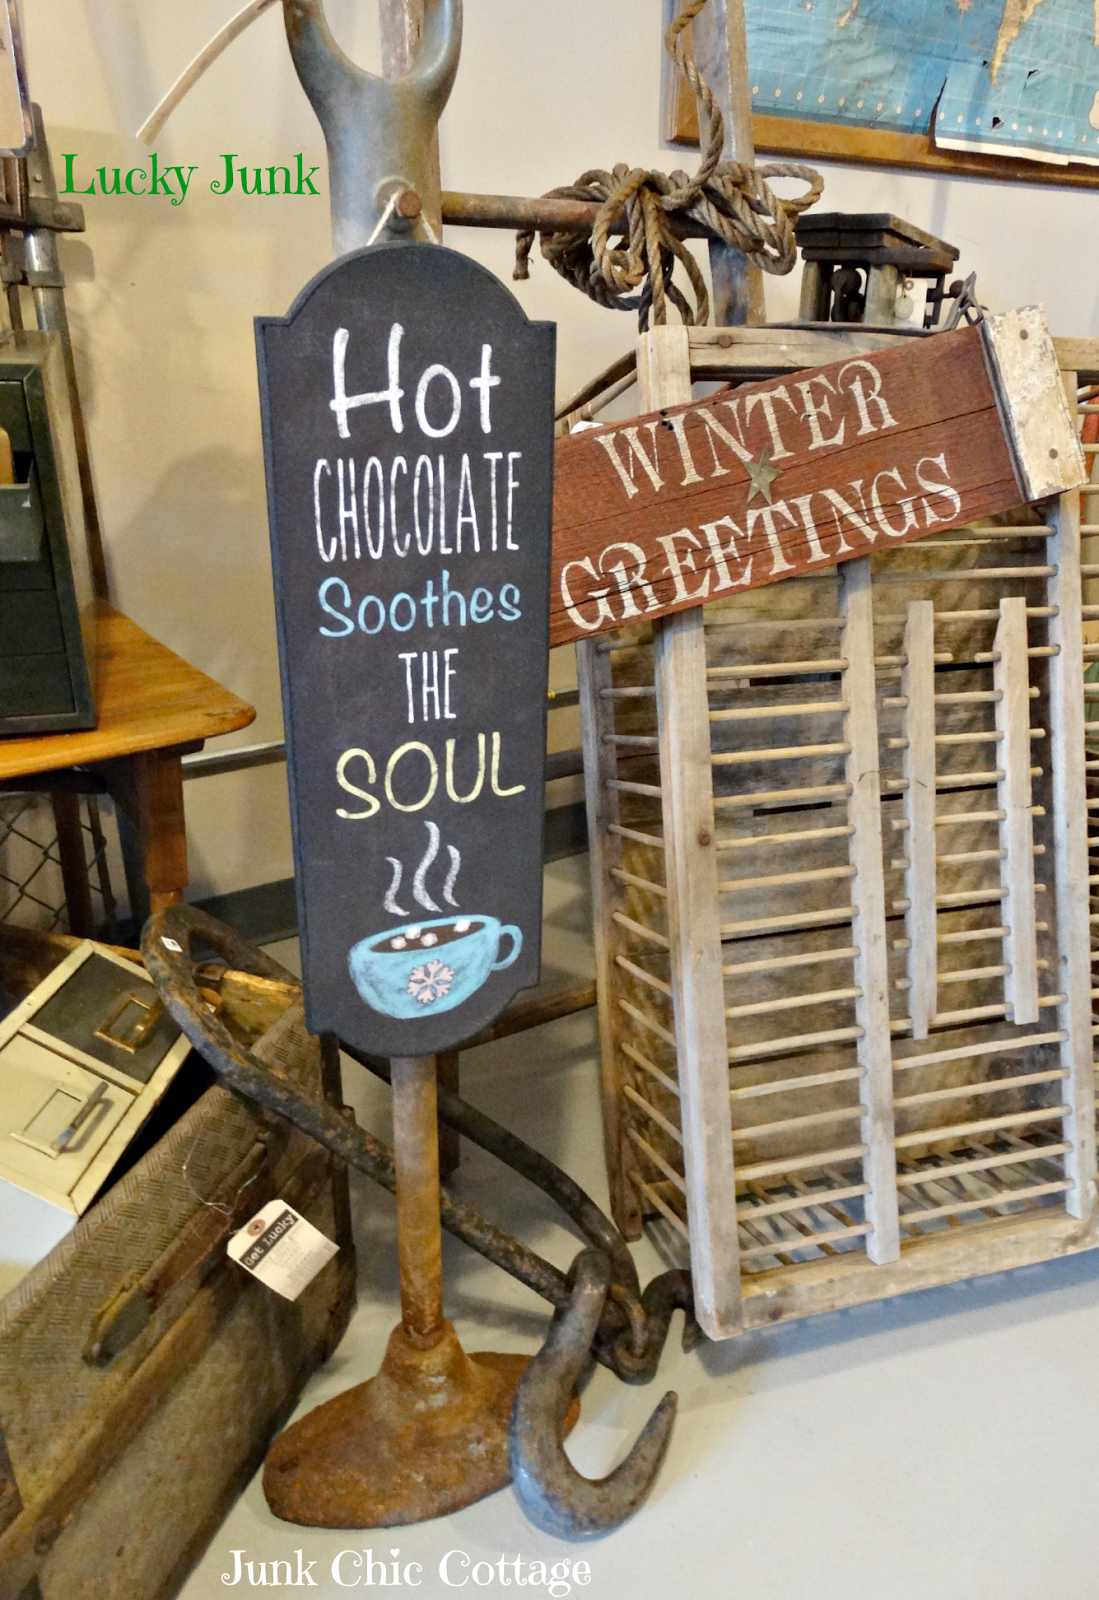 Lucky Junk
Hot
CHOCOLATE
Soothes
THE
SOUL
WINTER
GREETINGS
Get Lucky
Junk Chic Cottage